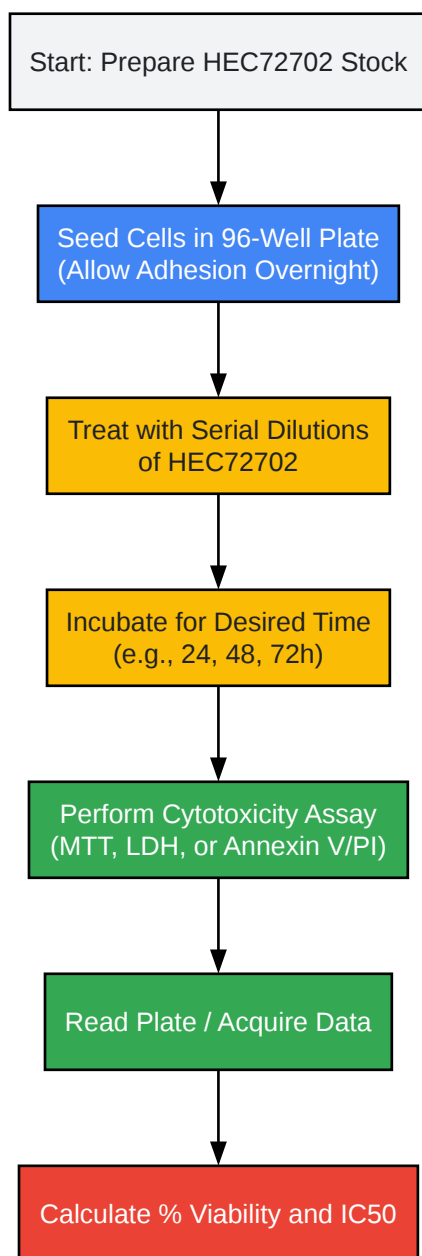 Start: Prepare HEC72702 Stock
Seed Cells in 96-Well Plate
(Allow Adhesion Overnight)
Treat with Serial Dilutions
of HEC72702
Incubate for Desired Time
(e.g., 24, 48, 72h)
Perform Cytotoxicity Assay
(MTT, LDH, or Annexin V/PI)
Read Plate / Acquire Data
Calculate % Viability and IC50